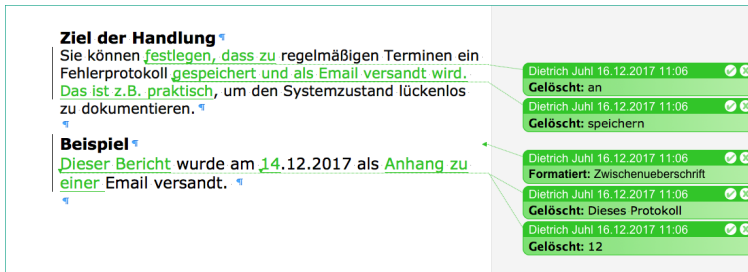 Ziel der Handlung ¶
Sie können festlegen, dass zu regelmäßigen Terminen ein
Fehlerprotokoll gespeichert und als Email versandt wird.
Das ist z.B. praktisch, um den Systemzustand lückenlos
zu dokumentieren. ¶
¶
Beispiel ¶
Dieser Bericht wurde am 14.12.2017 als Anhang zu
einer Email versandt. ¶
¶
Dietrich Juhl 16.12.2017 11:06
Gelöscht: an
Dietrich Juhl 16.12.2017 11:06
Gelöscht: speichern
Dietrich Juhl 16.12.2017 11:06
Formatiert: Zwischenueberschrift
Dietrich Juhl 16.12.2017 11:06
Gelöscht: Dieses Protokoll
Dietrich Juhl 16.12.2017 11:06
Gelöscht: 12